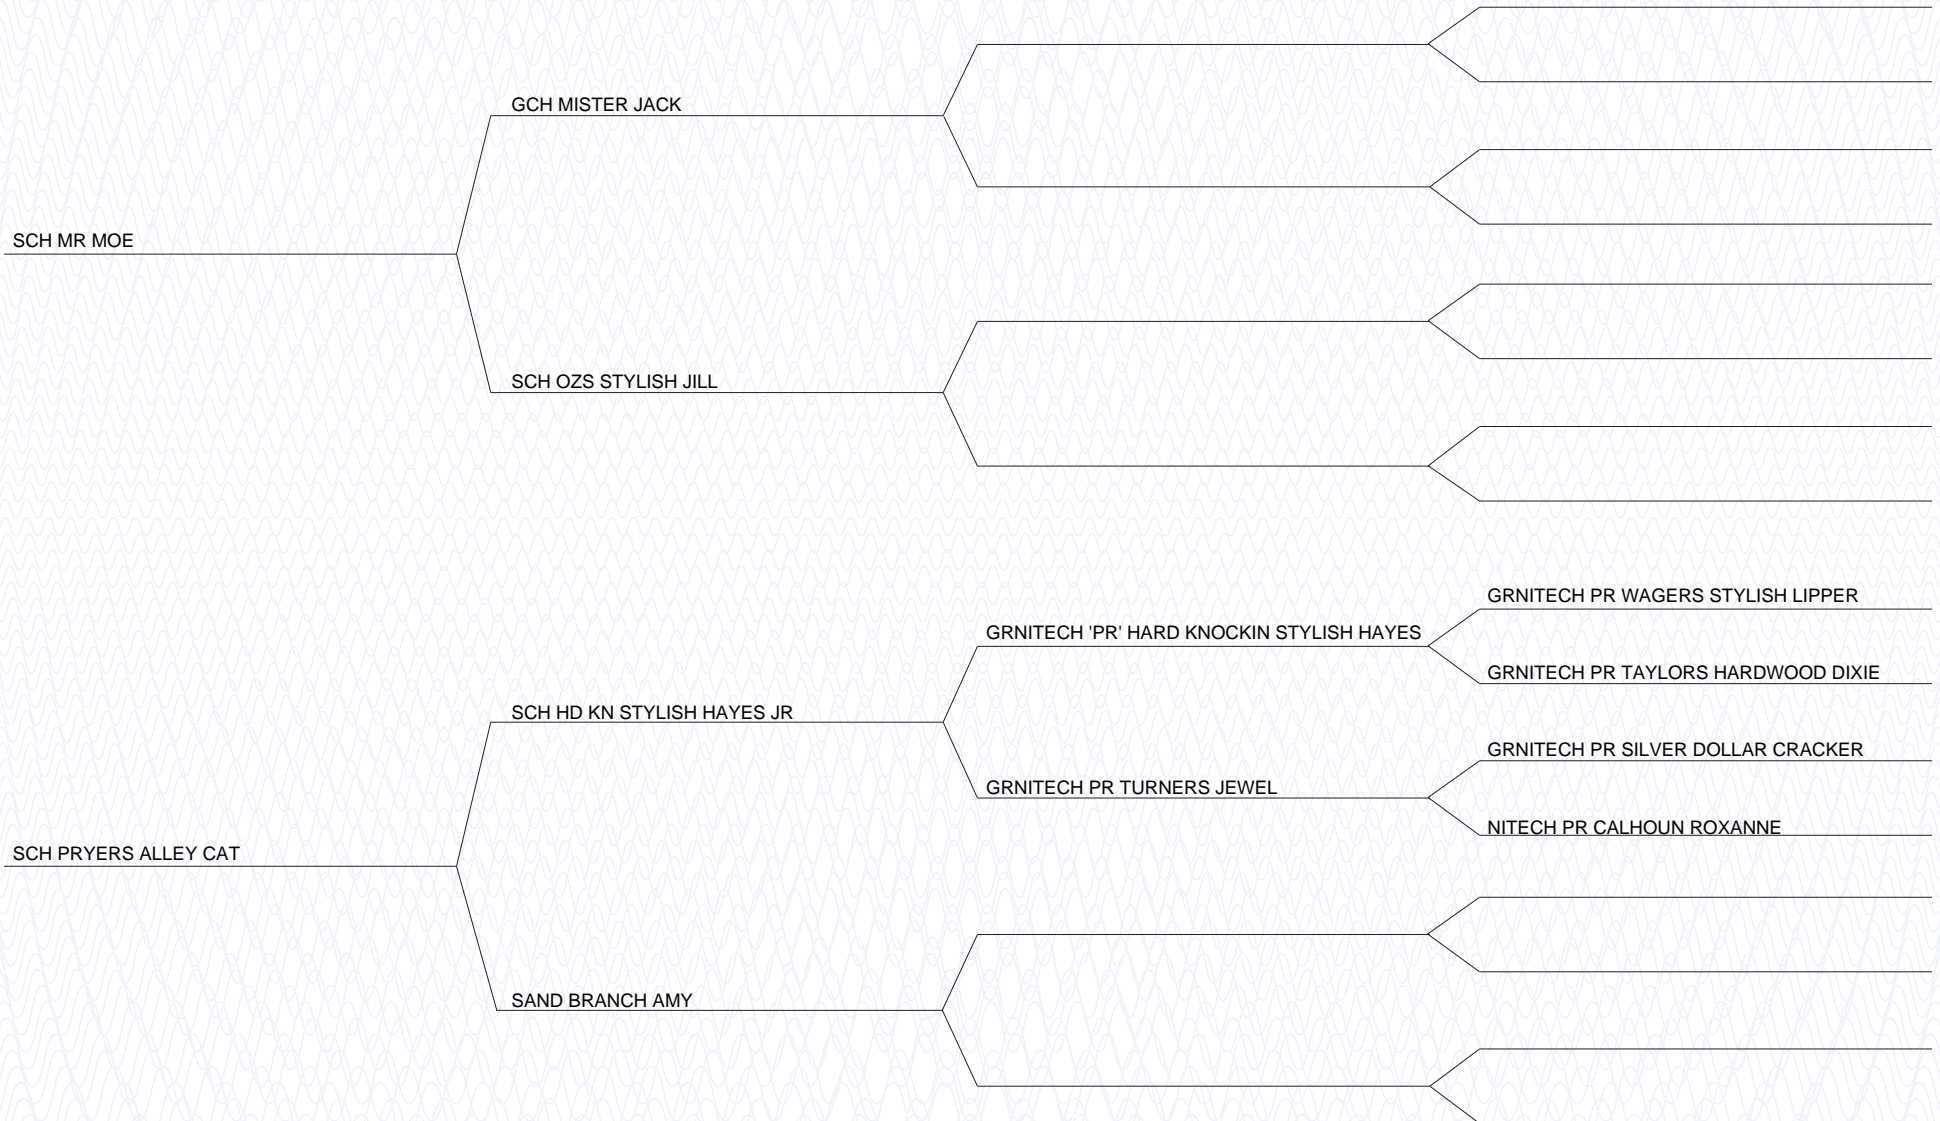 GCH MISTER JACK
SCH MR MOE
SCH OZS STYLISH JILL
GRNITECH PR WAGERS STYLISH LIPPER
GRNITECH 'PR' HARD KNOCKIN STYLISH HAYES
GRNITECH PR TAYLORS HARDWOOD DIXIE
SCH HD KN STYLISH HAYES JR
GRNITECH PR SILVER DOLLAR CRACKER
GRNITECH PR TURNERS JEWEL
NITECH PR CALHOUN ROXANNE
SCH PRYERS ALLEY CAT
SAND BRANCH AMY